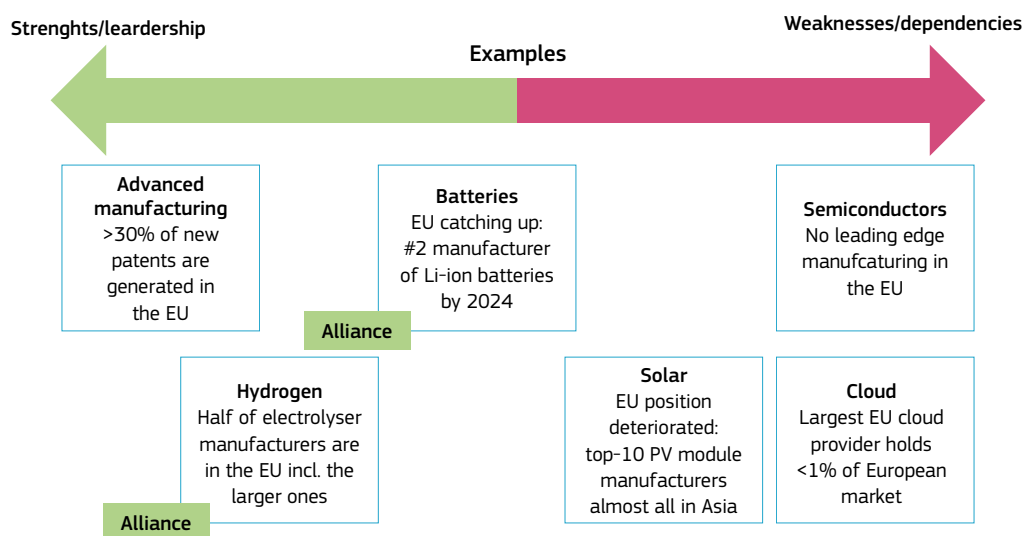 Strenghts/leardership
Weaknesses/dependencies
Examples
Advanced
manufacturing
>30% of new
patents are
generated in
the EU
Batteries
EU catching up:
#2 manufacturer
of Li-ion batteries
by 2024
Alliance
Semiconductors
No leading edge
manufcaturing in
the EU
Hydrogen
Half of electrolyser
manufacturers are
in the EU incl. the
larger ones
Alliance
Solar
EU position
deteriorated:
top-10 PV module
manufacturers
almost all in Asia
Cloud
Largest EU cloud
provider holds
<1% of European
market